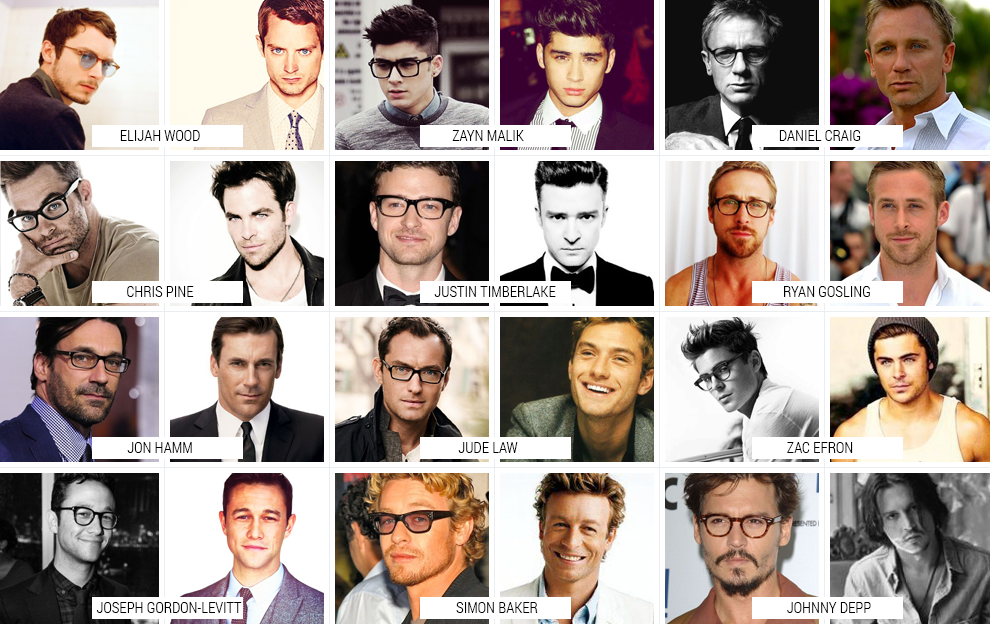 ELIJAH WOOD
ZAYN MALIK
DANIEL CRAIG
CHRIS PINE
JUSTIN TIMBERLAKE
RYAN GOSLING
JON HAMM
JUDE LAW
ZAC EFRON
JOSEPH GORDON-LEVITT
SIMON BAKER
JOHNNY DEPP